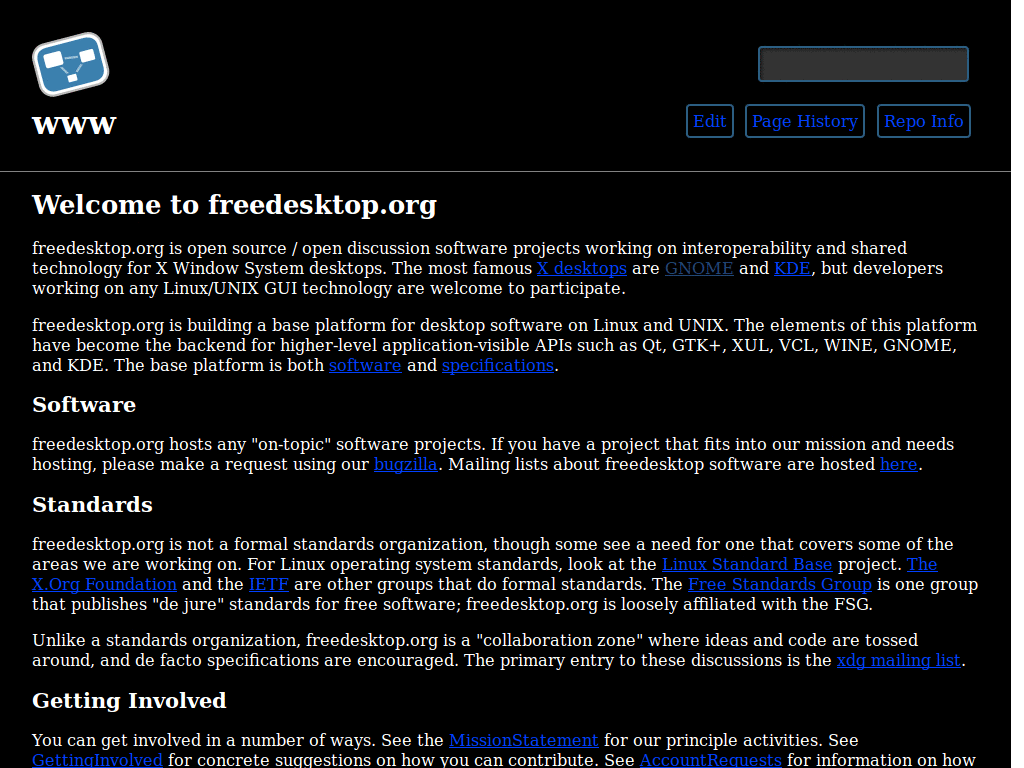 www
Edit Page History Repo Info
Welcome to freedesktop.org
freedesktop.org is open source / open discussion software projects working on interoperability and shared
technology for X Window System desktops. The most famous X desktops are GNOME and KDE, but developers
working on any Linux/UNIX GUI technology are welcome to participate.
freedesktop.org is building a base platform for desktop software on Linux and UNIX. The elements of this platform
have become the backend for higher-level application-visible APIs such as Qt, GTK+, XUL, VCL, WINE, GNOME,
and KDE. The base platform is both software and specifications.
Software
freedesktop.org hosts any "on-topic" software projects. If you have a project that fits into our mission and needs
hosting, please make a request using our bugzilla. Mailing lists about freedesktop software are hosted here.
Standards
freedesktop.org is not a formal standards organization, though some see a need for one that covers some of the
areas we are working on. For Linux operating system standards, look at the Linux Standard Base project. The
X.Org Foundation and the IETF are other groups that do formal standards. The Free Standards Group is one group
that publishes "de jure" standards for free software; freedesktop.org is loosely affiliated with the FSG.
Unlike a standards organization, freedesktop.org is a "collaboration zone" where ideas and code are tossed
around, and de facto specifications are encouraged. The primary entry to these discussions is the xdg mailing list.
Getting Involved
You can get involved in a number of ways. See the MissionStatement for our principle activities. See
GettingInvolved for concrete suggestions on how you can contribute. See AccountRequests for information on how